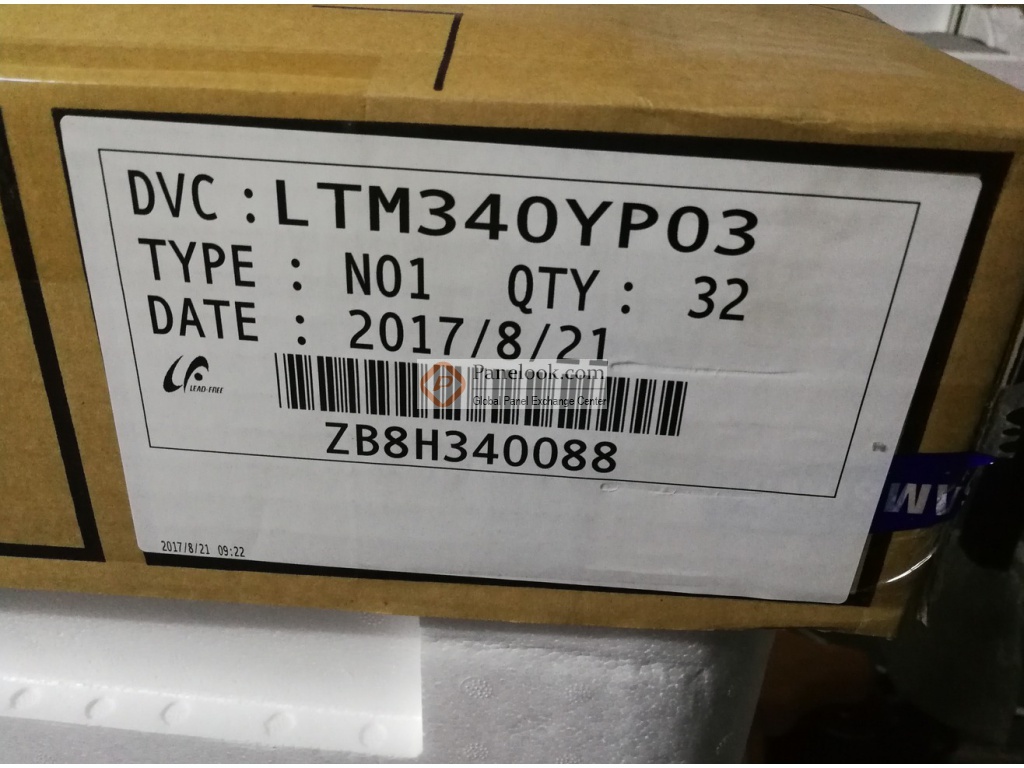 DVC : LTM340YP03
TYPE : N01 QTY : 32
DATE : 2017/8/21
LEAD-FREE
Panelook.com
Global Panel Exchange Center
ZB8H340088
2017/8/21 09:22